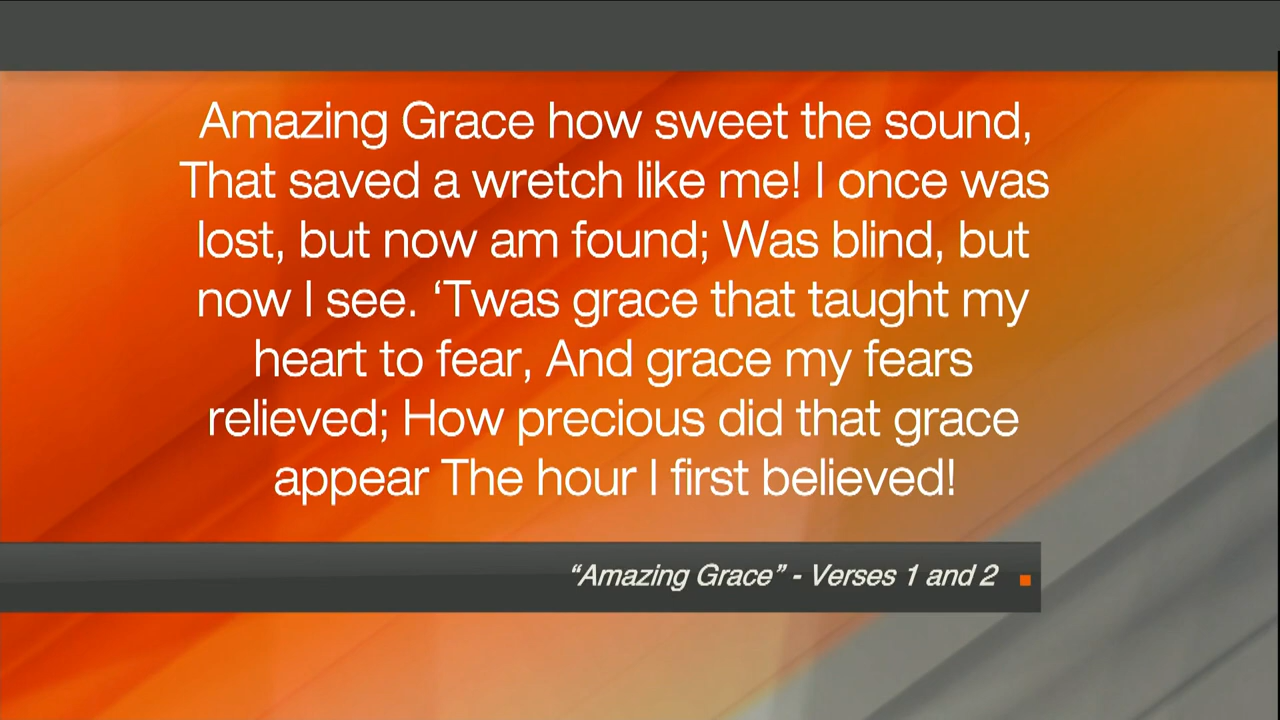 Amazing Grace how sweet the sound,
That saved a wretch like me! I once was
lost, but now am found; Was blind, but
now I see. ‘Twas grace that taught my
heart to fear, And grace my fears
relieved; How precious did that grace
appear The hour I first believed!
“Amazing Grace” - Verses 1 and 2